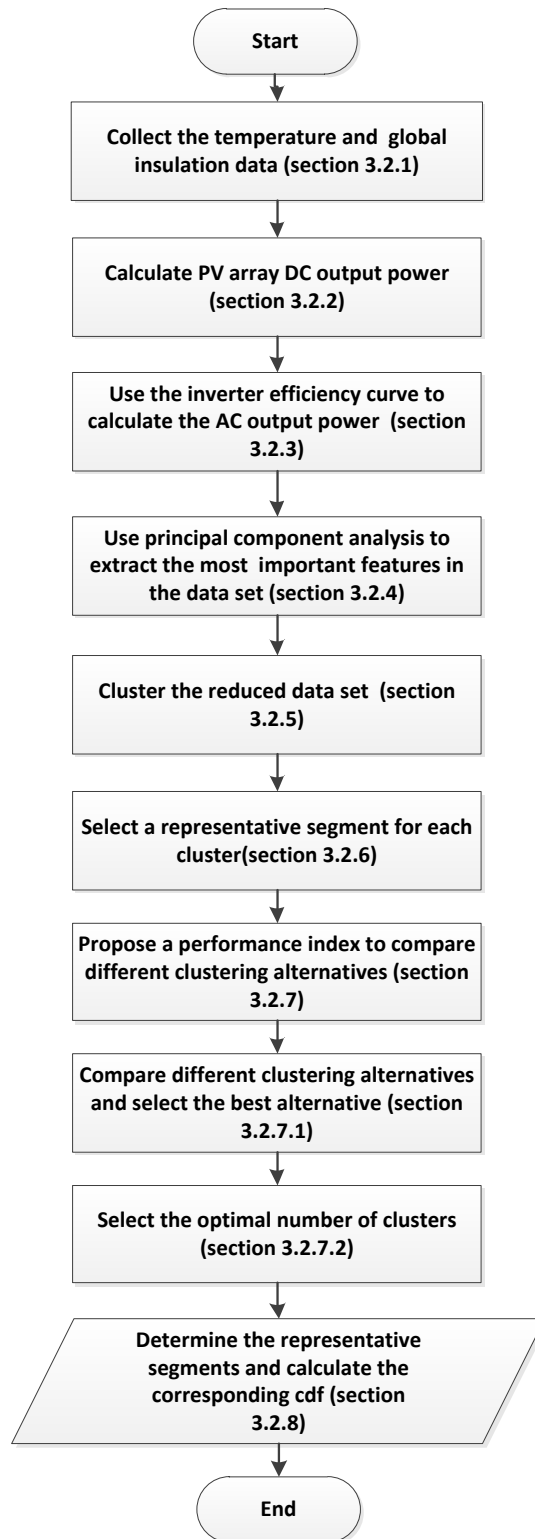 Start
Collect the temperature and global
insulation data (section 3.2.1)
Calculate PV array DC output power
(section 3.2.2)
Use the inverter efficiency curve to
calculate the AC output power (section
3.2.3)
Use principal component analysis to
extract the most important features in
the data set (section 3.2.4)
Cluster the reduced data set (section
3.2.5)
Select a representative segment for each
cluster(section 3.2.6)
Propose a performance index to compare
different clustering alternatives (section
3.2.7)
Compare different clustering alternatives
and select the best alternative (section
3.2.7.1)
Select the optimal number of clusters
(section 3.2.7.2)
Determine the representative
segments and calculate the
corresponding cdf (section
3.2.8)
End